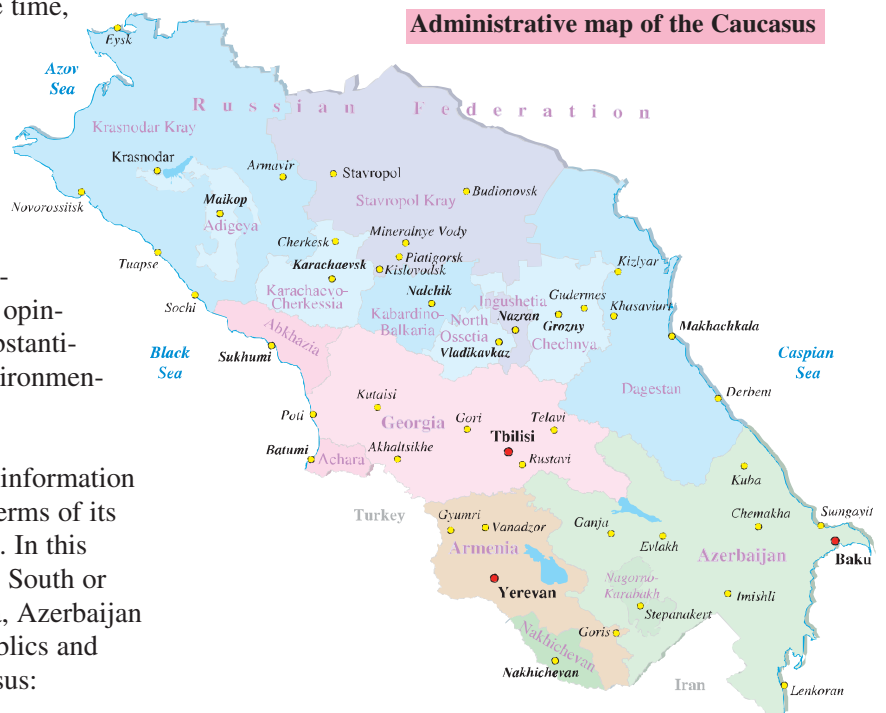 e time,
-
opin-
bstanti-
vironmen-
information
erms of its
. In this
South or
, Azerbaijan
blics and
sus:
Administrative map of the Caucasus
Eysk
Azov
Sea
Russian Federation
Krasnodar Kray
Krasnodar
Armavir
Stavropol
Budionovsk
Stavropol Kray
Novorossiisk
Maikop
Adigeya
Mineralnye Vody
Cherkesk
Piatigorsk
Karachaevsk
Kislovodsk
Kizlyar
Tuapse
Karachaevo-
Cherkessia
Nalchik
Ingushetia
Gudermes
Khasaviurt
Sochi
Kabardino-
Balkaria
North
Ossetia
Nazran
Grozny
Chechnya
Makhachkala
Abkhazia
Black
Sea
Sukhumi
Vladikavkaz
Caspian
Sea
Dagestan
Derbent
Kutaisi
Poti
Georgia
Gori
Telavi
Tbilisi
Batumi
Achara
Akhaltsikhe
Rustavi
Kuba
Turkey
Gyumri
Vanadzor
Ganja
Evlakh
Chemakha
Sungavit
Armenia
Azerbaijan
Baku
Yerevan
Nagorno-
Karabakh
Stepanakert
Imishli
Goris
Nakhichevan
Nakhichevan
Iran
Lenkoran